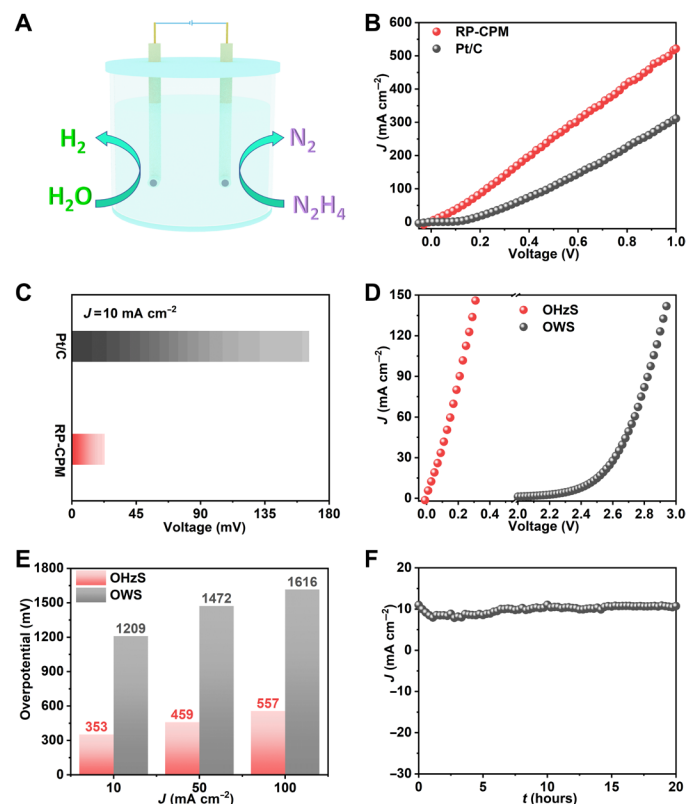 A
H₂
H₂O
N₂
N₂H₄
B
RP-CPM
Pt/C
600
500
400
300
200
100
0
J (mA cm⁻²)
0.0 0.2 0.4 0.6 0.8 1.0
Voltage (V)
C
J = 10 mA cm⁻²
Pt/C
RP-CPM
0 45 90 135 180
Voltage (mV)
D
OHzS
OWS
150
120
90
60
30
0
J (mA cm⁻²)
0.0 0.2 0.4 2.0 2.2 2.4 2.6 2.8 3.0
Voltage (V)
E
OHzS
OWS
1800
1500
1200
900
600
300
0
Overpotential (mV)
353 1209 459 1472 557 1616
10 50 100
J (mA cm⁻²)
F
20
10
0
−10
−20
−30
J (mA cm⁻²)
0 5 10 15 20
t (hours)